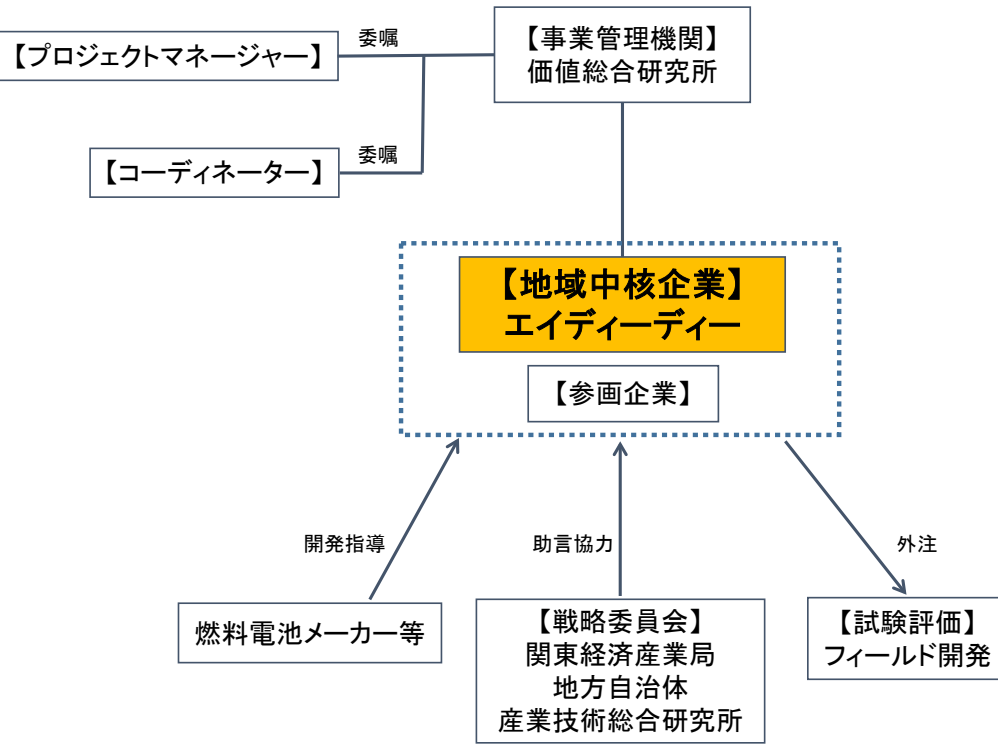 【プロジェクトマネージャー】
委嘱
【事業管理機関】
価値総合研究所
【コーディネーター】
委嘱
【地域中核企業】
エイディーディー
【参画企業】
開発指導
助言協力
外注
燃料電池メーカー等
【戦略委員会】
関東経済産業局
地方自治体
産業技術総合研究所
【試験評価】
フィールド開発